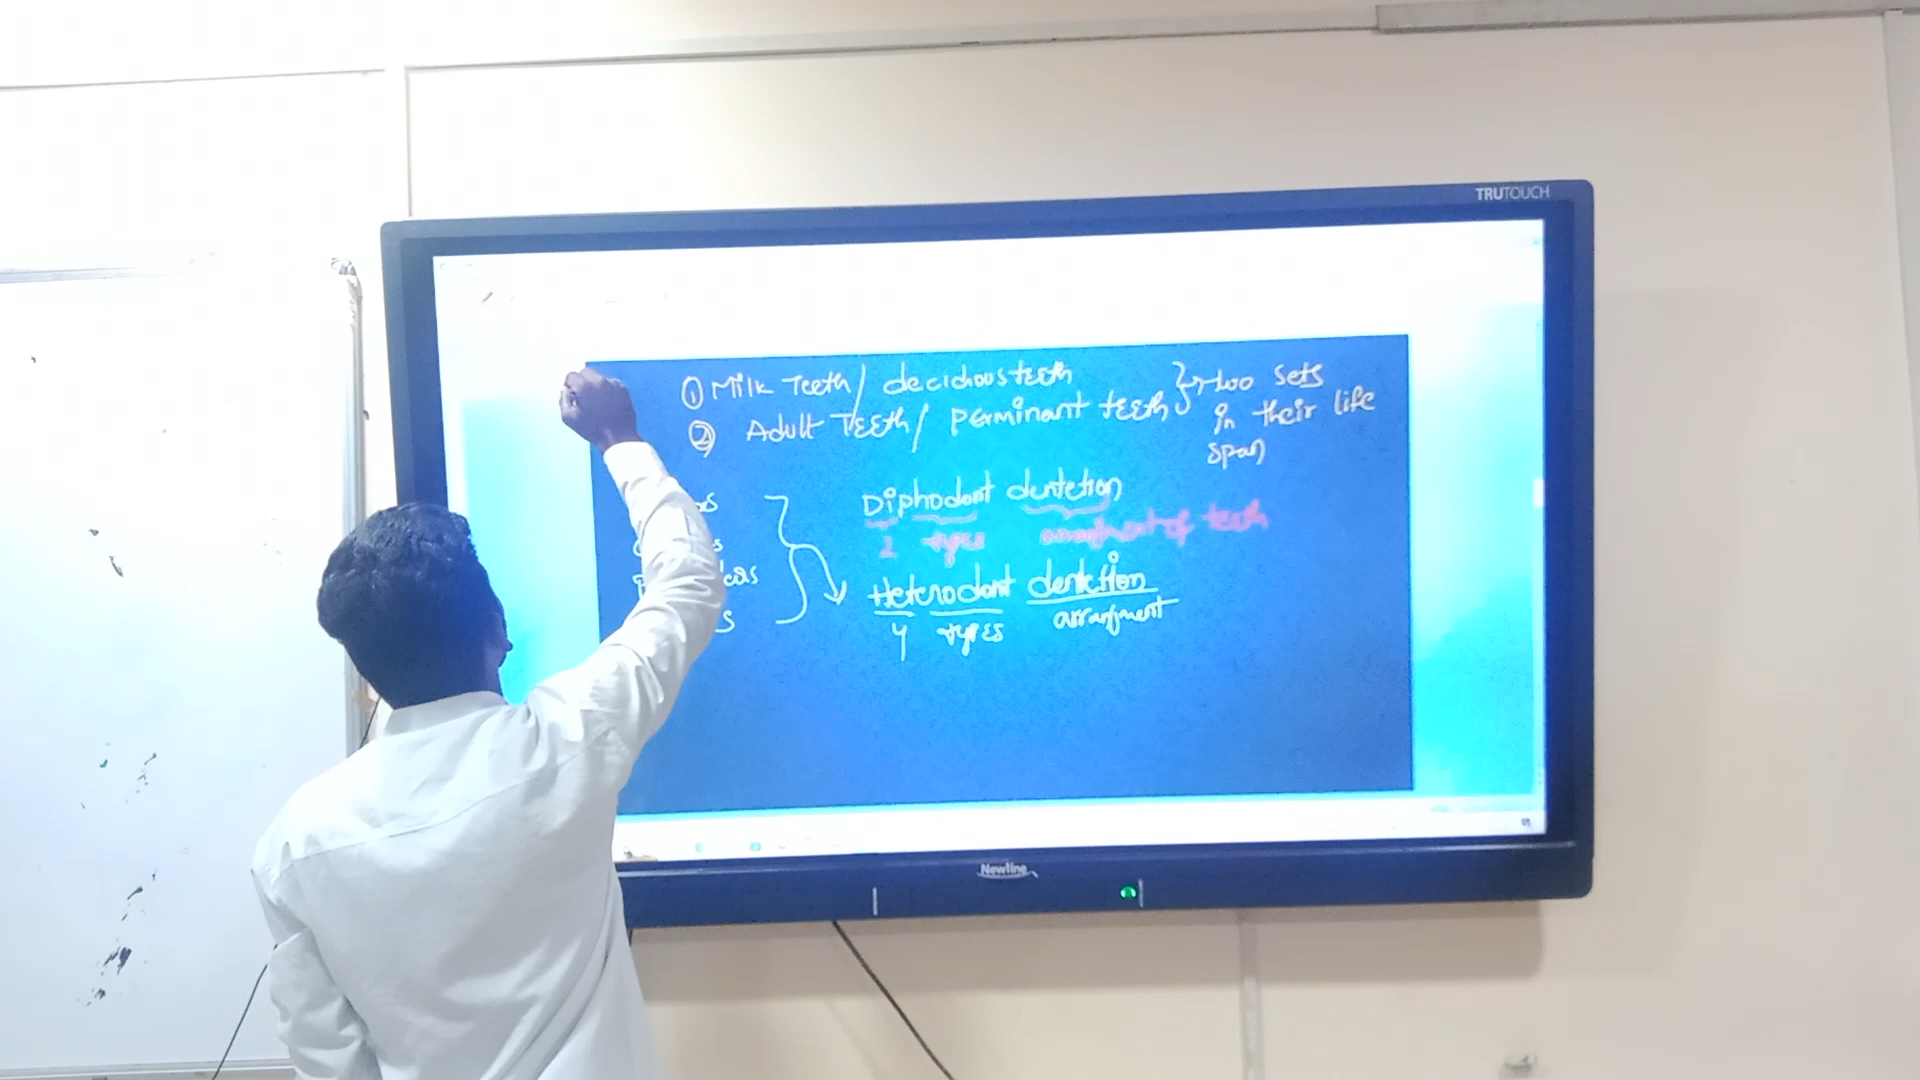 TRUTOUCH
① Milk Teeth / decidious teeth } two sets
② Adult Teeth / perminant teeth in their life
span
Diphodont dentetion
2 types arrangment of teeth
Heterodont dentetion
4 types arrangment
Newline